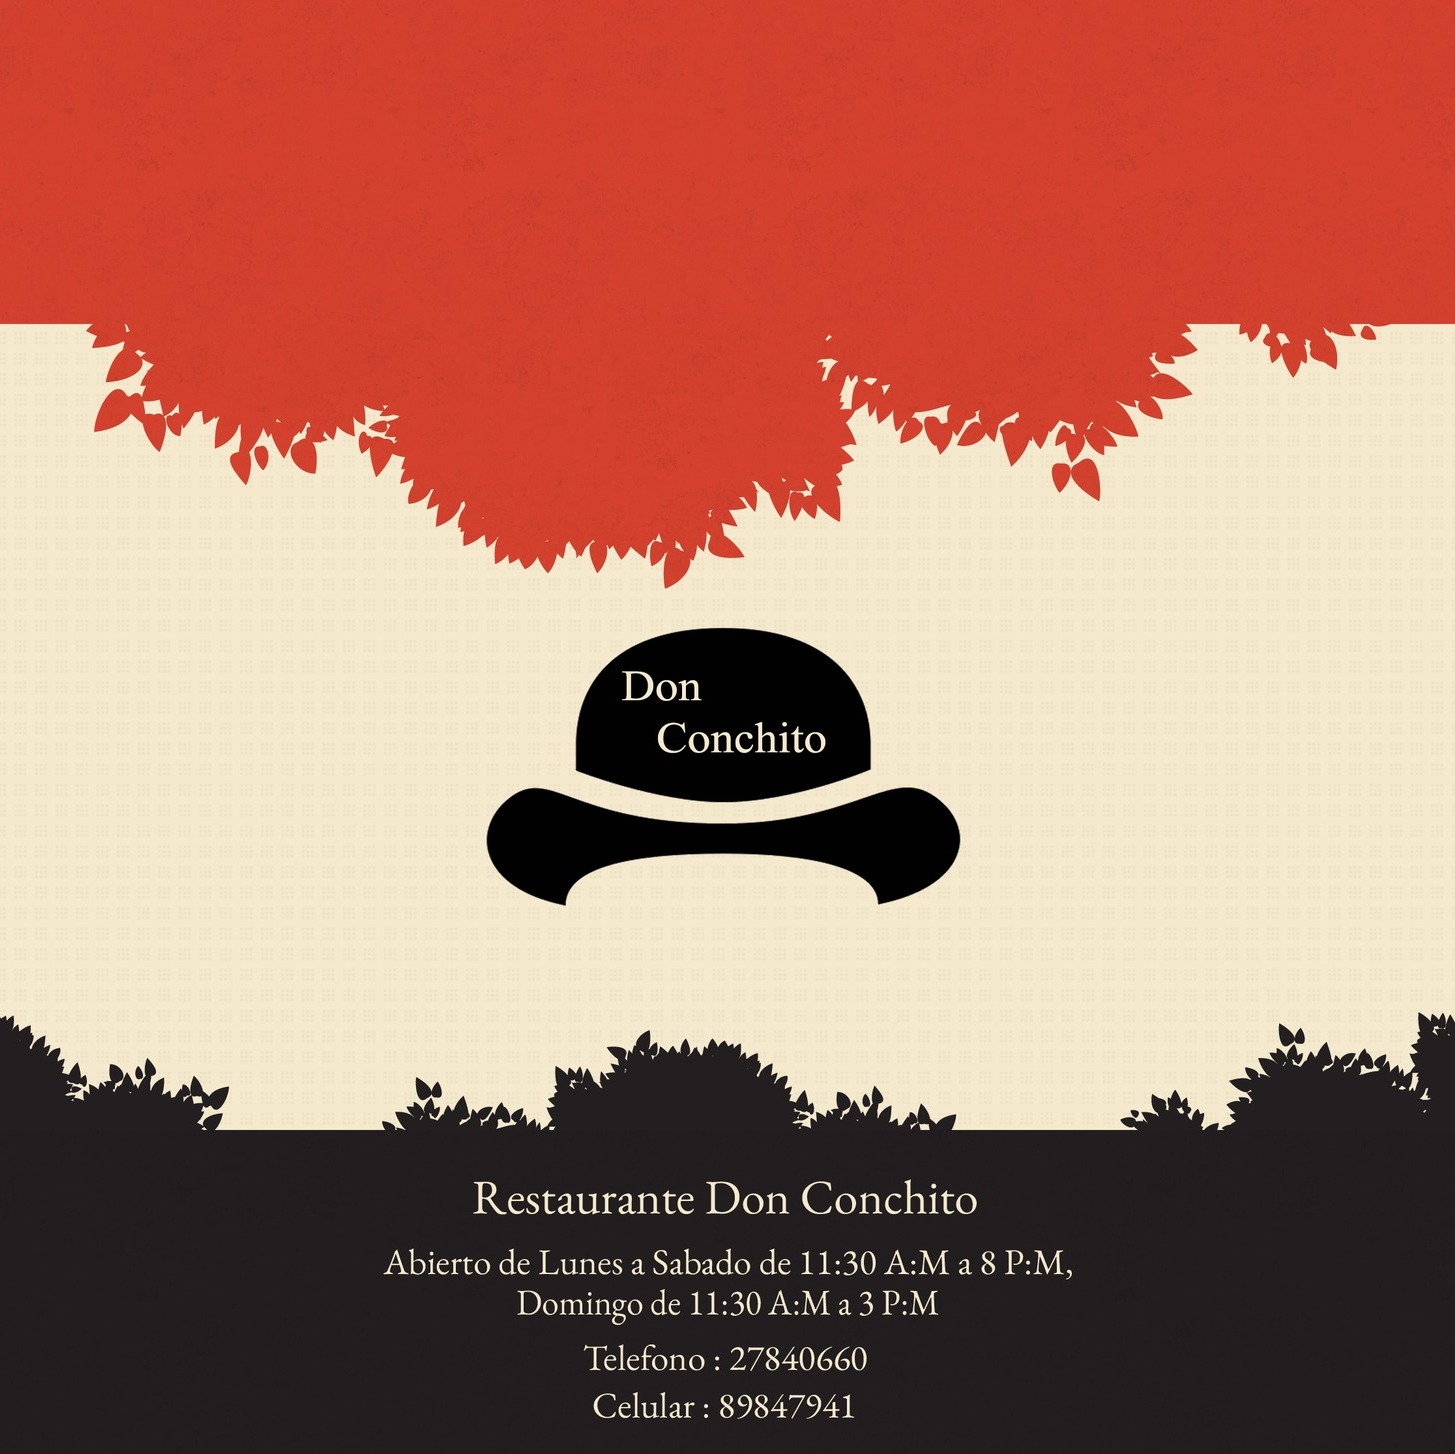 Don
Conchito
Restaurante Don Conchito
Abierto de Lunes a Sabado de 11:30 A:M a 8 P:M,
Domingo de 11:30 A:M a 3 P:M
Telefono : 27840660
Celular : 89847941